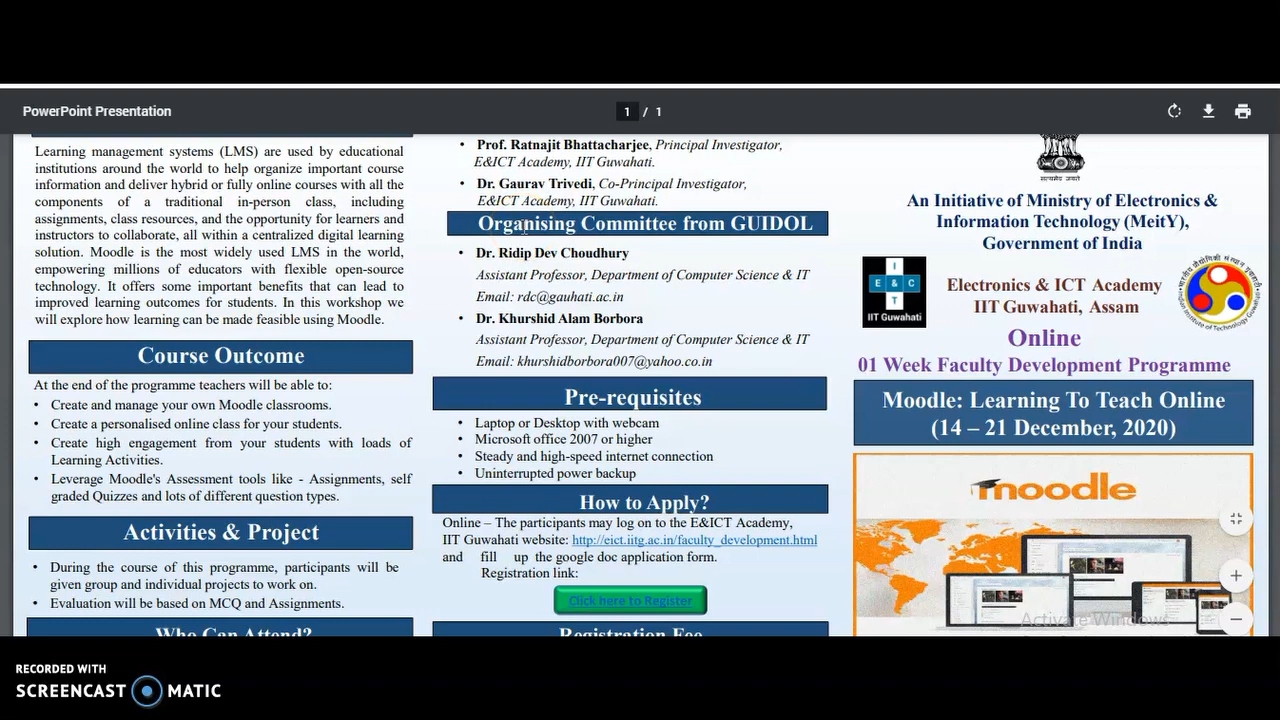 PowerPoint Presentation
1 / 1
Learning management systems (LMS) are used by educational
institutions around the world to help organize important course
information and deliver hybrid or fully online courses with all the
components of a traditional in-person class, including
assignments, class resources, and the opportunity for learners and
instructors to collaborate, all within a centralized digital learning
solution. Moodle is the most widely used LMS in the world,
empowering millions of educators with flexible open-source
technology. It offers some important benefits that can lead to
improved learning outcomes for students. In this workshop we
will explore how learning can be made feasible using Moodle.
Course Outcome
At the end of the programme teachers will be able to:
• Create and manage your own Moodle classrooms.
• Create a personalised online class for your students.
• Create high engagement from your students with loads of
Learning Activities.
• Leverage Moodle's Assessment tools like - Assignments, self
graded Quizzes and lots of different question types.
Activities & Project
• During the course of this programme, participants will be
given group and individual projects to work on.
• Evaluation will be based on MCQ and Assignments.
Who Can Attend?
• Prof. Ratnajit Bhattacharjee, Principal Investigator,
E&ICT Academy, IIT Guwahati.
• Dr. Gaurav Trivedi, Co-Principal Investigator,
E&ICT Academy, IIT Guwahati.
Organising Committee from GUIDOL
• Dr. Ridip Dev Choudhury
Assistant Professor, Department of Computer Science & IT
Email: rdc@gauhati.ac.in
• Dr. Khurshid Alam Borbora
Assistant Professor, Department of Computer Science & IT
Email: khurshidborbora007@yahoo.co.in
Pre-requisites
• Laptop or Desktop with webcam
• Microsoft office 2007 or higher
• Steady and high-speed internet connection
• Uninterrupted power backup
How to Apply?
Online – The participants may log on to the E&ICT Academy,
IIT Guwahati website: http://eict.iitg.ac.in/faculty_development.html
and fill up the google doc application form.
Registration link:
Click here to Register
Registration Fee
सत्यमेव जयते
An Initiative of Ministry of Electronics &
Information Technology (MeitY),
Government of India
I
E & C
T
IIT Guwahati
Electronics & ICT Academy
IIT Guwahati, Assam
Online
01 Week Faculty Development Programme
Moodle: Learning To Teach Online
(14 – 21 December, 2020)
moodle
Activate Windows
RECORDED WITH
SCREENCAST MATIC